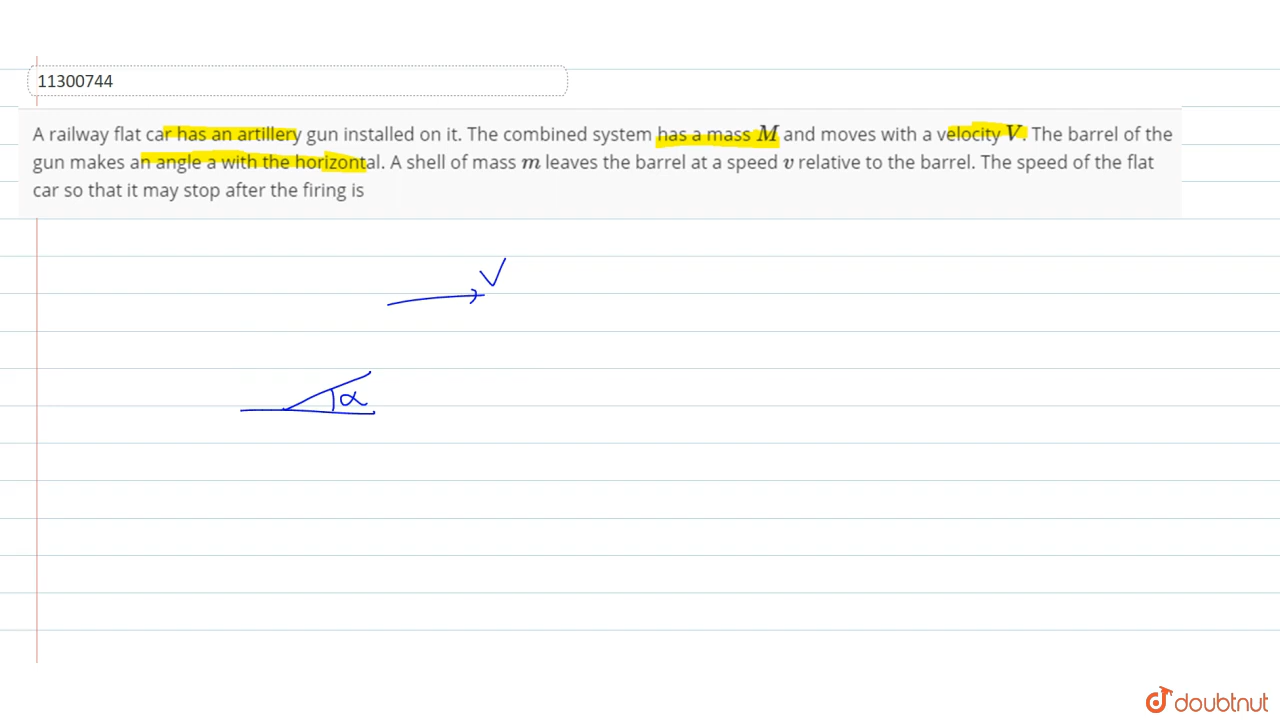 11300744
A railway flat car has an artillery gun installed on it. The combined system has a mass M and moves with a velocity V. The barrel of the
gun makes an angle a with the horizontal. A shell of mass m leaves the barrel at a speed v relative to the barrel. The speed of the flat
car so that it may stop after the firing is
V
α
doubtnut